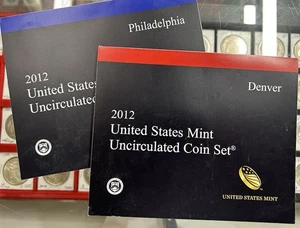 Philadelphia
2012
United States
Uncirculated
Denver
2012
United States Mint
Uncirculated Coin Set®
UNITED STATES MINT